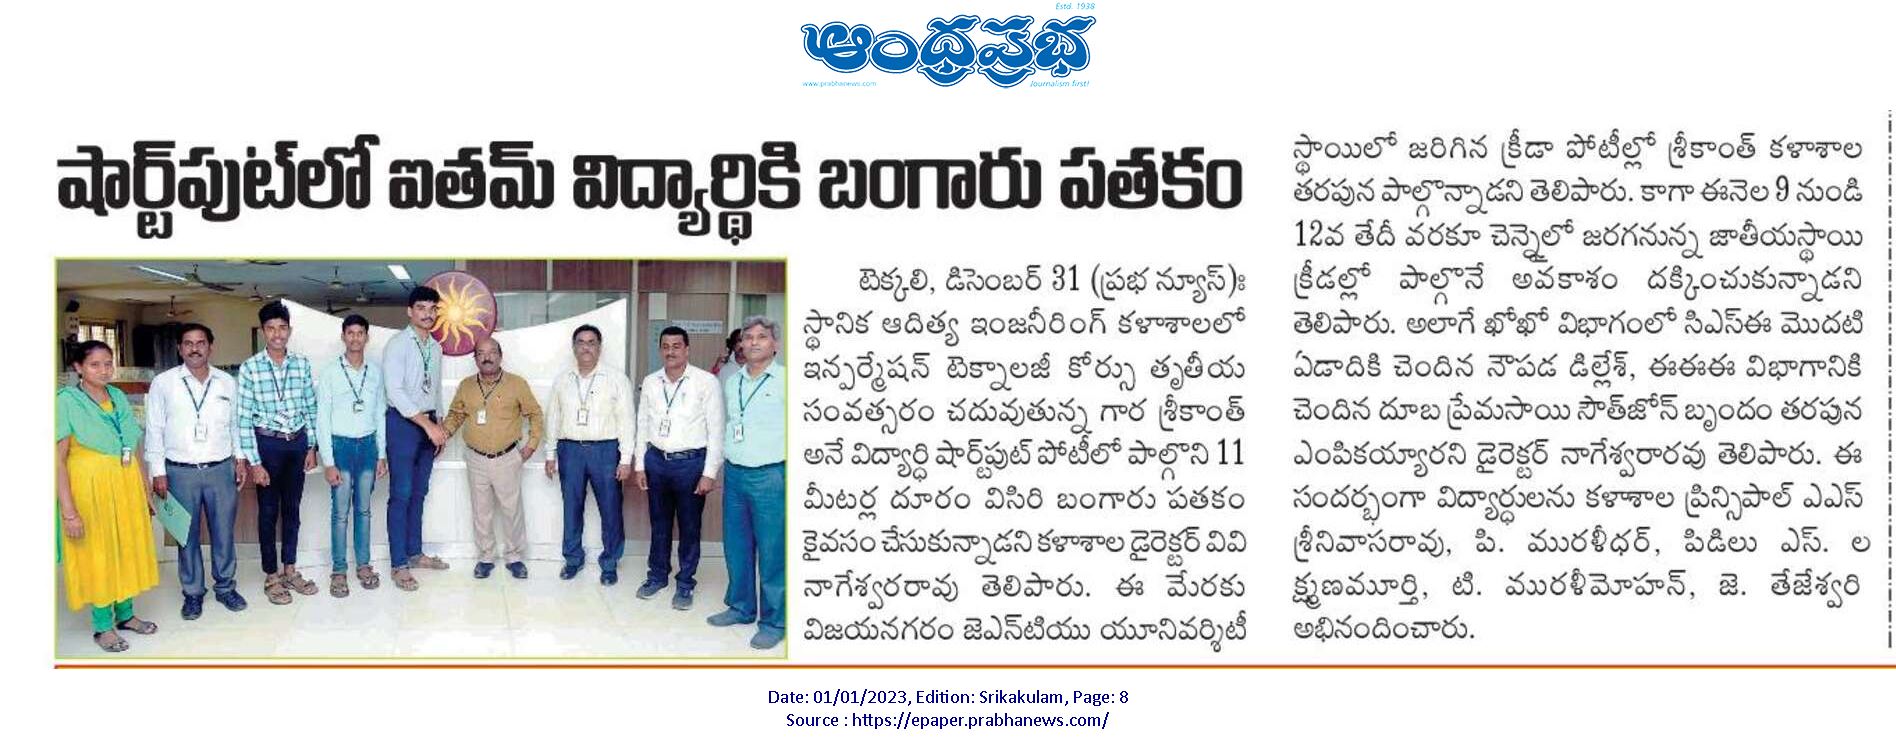 Estd. 1938
ఆంధ్రప్రభ
www.prabhanews.com
Journalism first!
షార్ట్‌పుట్‌లో ఐతమ్ విద్యార్థికి బంగారు పతకం
టెక్కలి, డిసెంబర్ 31 (ప్రభ న్యూస్):
స్థానిక ఆదిత్య ఇంజనీరింగ్ కళాశాలలో
ఇన్ఫర్మేషన్ టెక్నాలజీ కోర్సు తృతీయ
సంవత్సరం చదువుతున్న గార శ్రీకాంత్
అనే విద్యార్ధి షార్ట్‌పుట్ పోటీలో పాల్గొని 11
మీటర్ల దూరం విసిరి బంగారు పతకం
కైవసం చేసుకున్నాడని కళాశాల డైరెక్టర్ వివి
నాగేశ్వరరావు తెలిపారు. ఈ మేరకు
విజయనగరం జెఎన్‌టియు యూనివర్శిటీ
స్థాయిలో జరిగిన క్రీడా పోటీల్లో శ్రీకాంత్ కళాశాల
తరపున పాల్గొన్నాడని తెలిపారు. కాగా ఈనెల 9 నుండి
12వ తేదీ వరకూ చెన్నైలో జరగనున్న జాతీయస్థాయి
క్రీడల్లో పాల్గొనే అవకాశం దక్కించుకున్నాడని
తెలిపారు. అలాగే ఖోఖో విభాగంలో సిఎస్ఈ మొదటి
ఏడాదికి చెందిన నౌపడ డిల్లేశ్, ఈఈఈ విభాగానికి
చెందిన దూబ ప్రేమసాయి సౌత్‌జోన్ బృందం తరపున
ఎంపికయ్యారని డైరెక్టర్ నాగేశ్వరారవు తెలిపారు. ఈ
సందర్భంగా విద్యార్ధులను కళాశాల ప్రిన్సిపాల్ ఎఎస్
శ్రీనివాసరావు, పి. మురళీధర్, పిడిలు ఎస్. ల
క్ష్మణమూర్తి, టి. మురళీమోహన్, జె. తేజేశ్వరి
అభినందించారు.
Date: 01/01/2023, Edition: Srikakulam, Page: 8
Source : https://epaper.prabhanews.com/